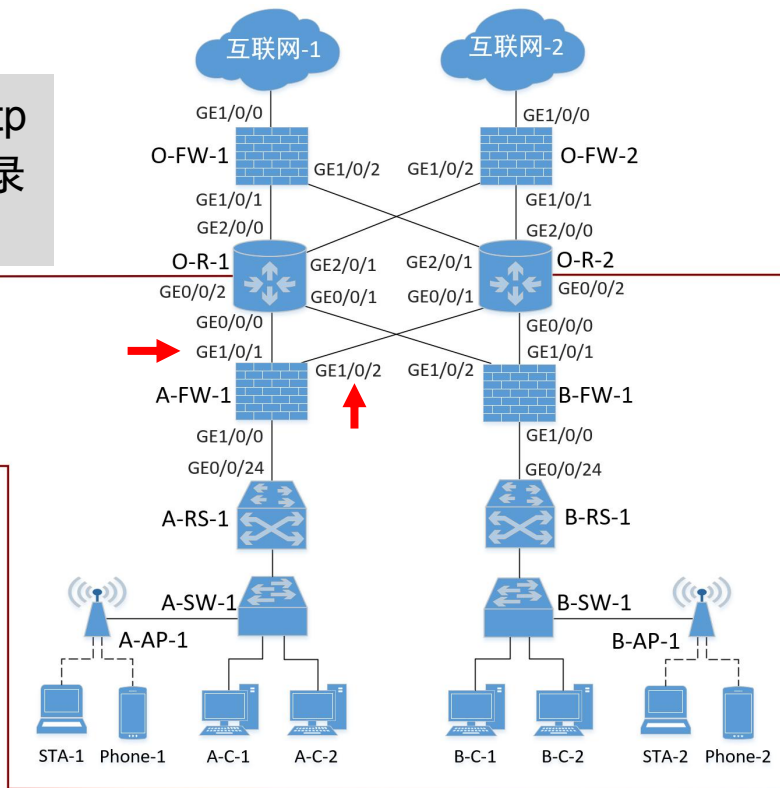 互联网-1
互联网-2
tp
录
GE1/0/0
GE1/0/0
O-FW-1
GE1/0/2
GE1/0/2
O-FW-2
GE1/0/1
GE1/0/1
GE2/0/0
GE2/0/0
O-R-1
GE2/0/1
GE2/0/1
O-R-2
GE0/0/2
GE0/0/1
GE0/0/1
GE0/0/2
GE0/0/0
GE0/0/0
GE1/0/1
GE1/0/1
GE1/0/2
GE1/0/2
A-FW-1
B-FW-1
GE1/0/0
GE1/0/0
GE0/0/24
GE0/0/24
A-RS-1
B-RS-1
A-SW-1
B-SW-1
A-AP-1
B-AP-1
STA-1
Phone-1
A-C-1
A-C-2
B-C-1
B-C-2
STA-2
Phone-2